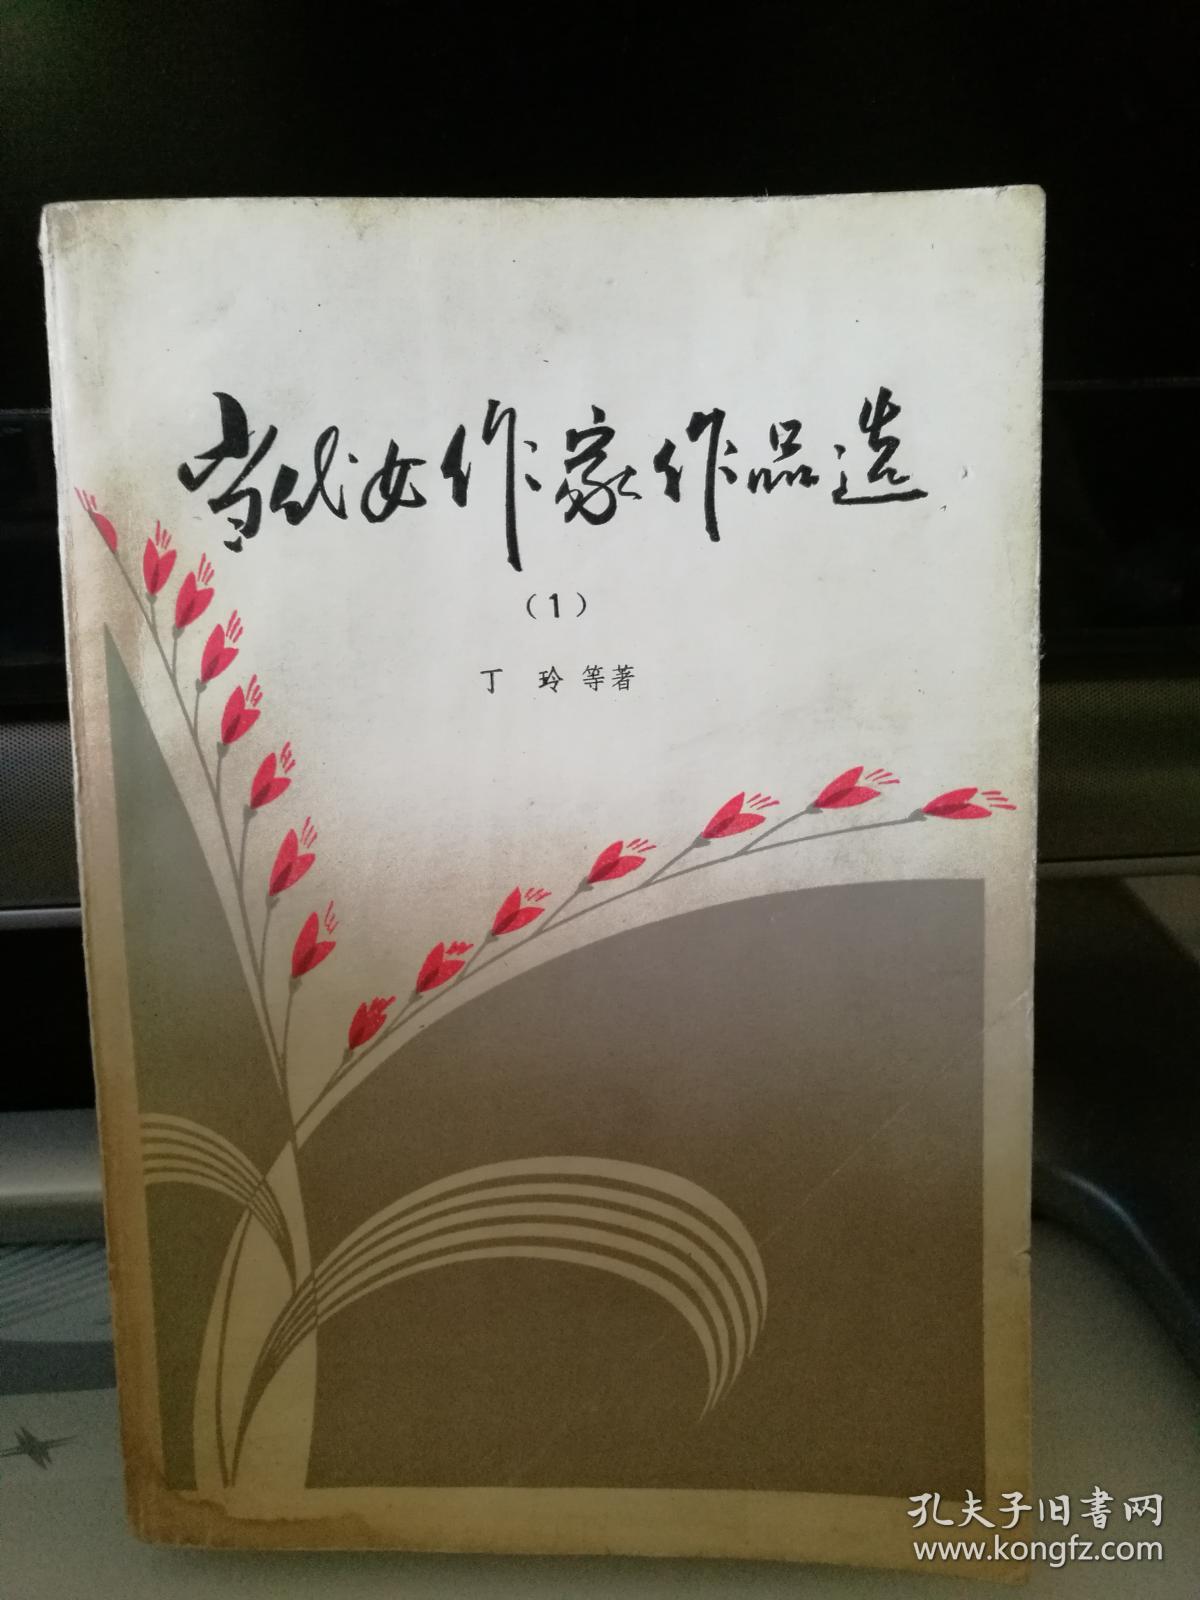 当代女作家作品选
（1）
丁 玲 等著
孔夫子旧书网
www.kongfz.com